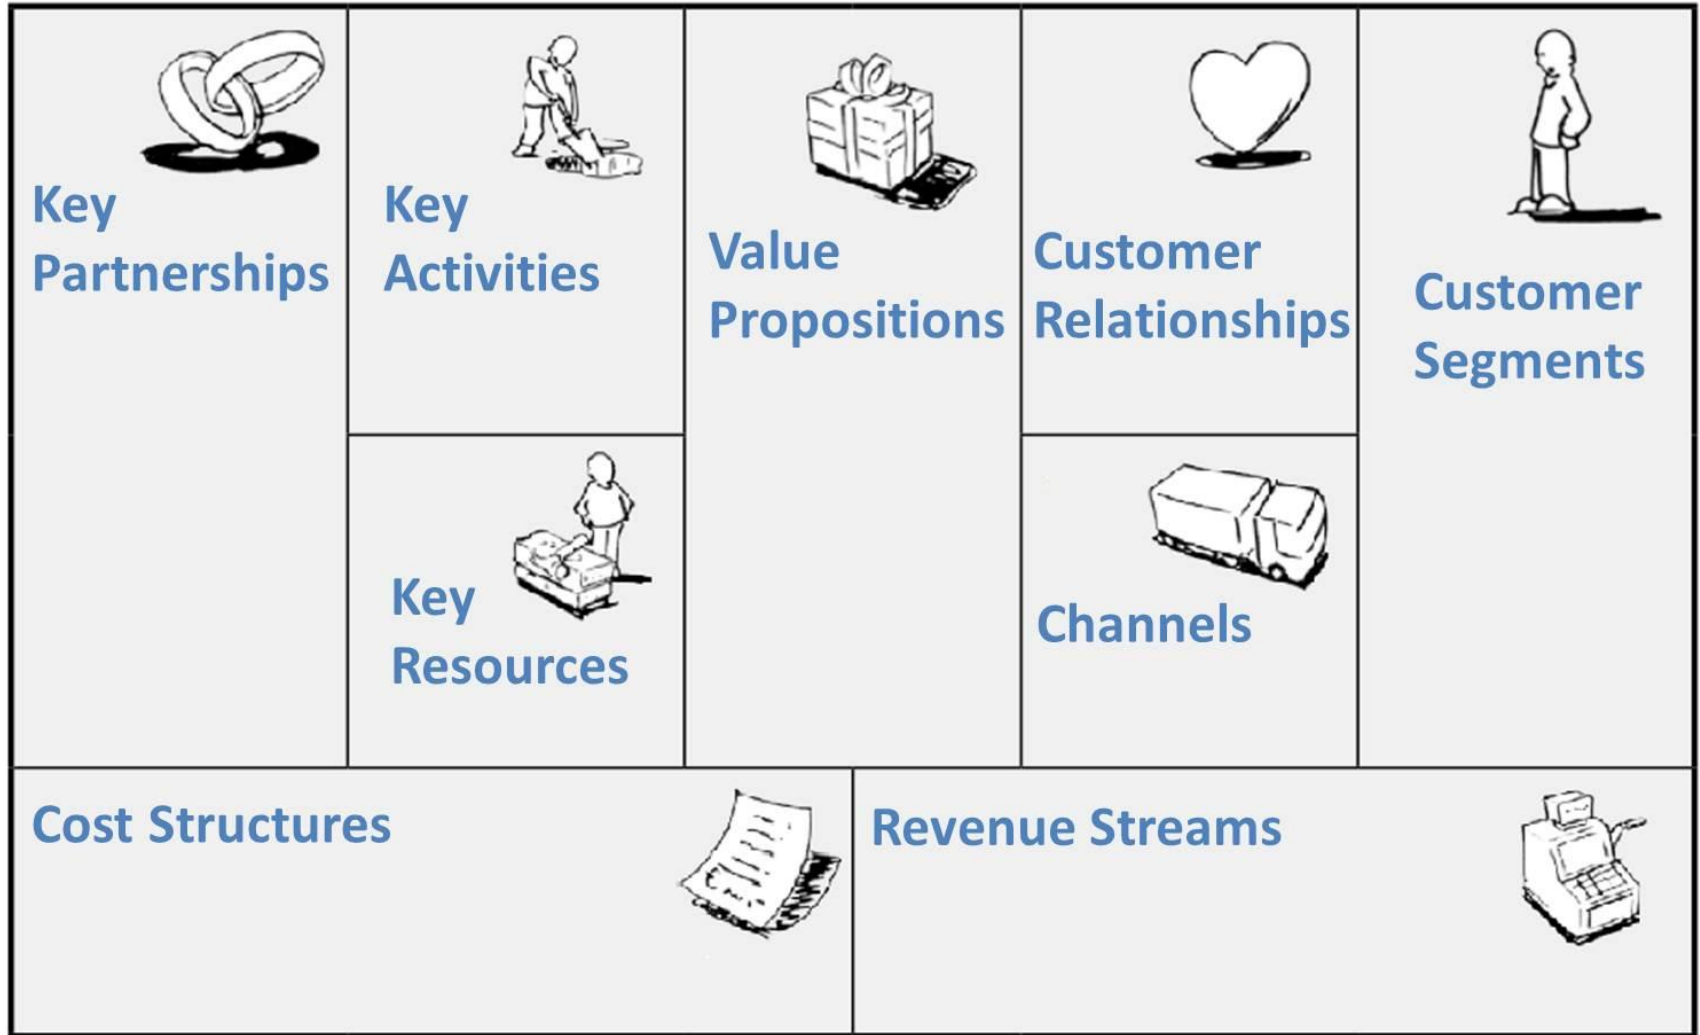 Key
Partnerships
Key
Activities
Key
Resources
Value
Propositions
Customer
Relationships
Channels
Customer
Segments
Cost Structures
Revenue Streams